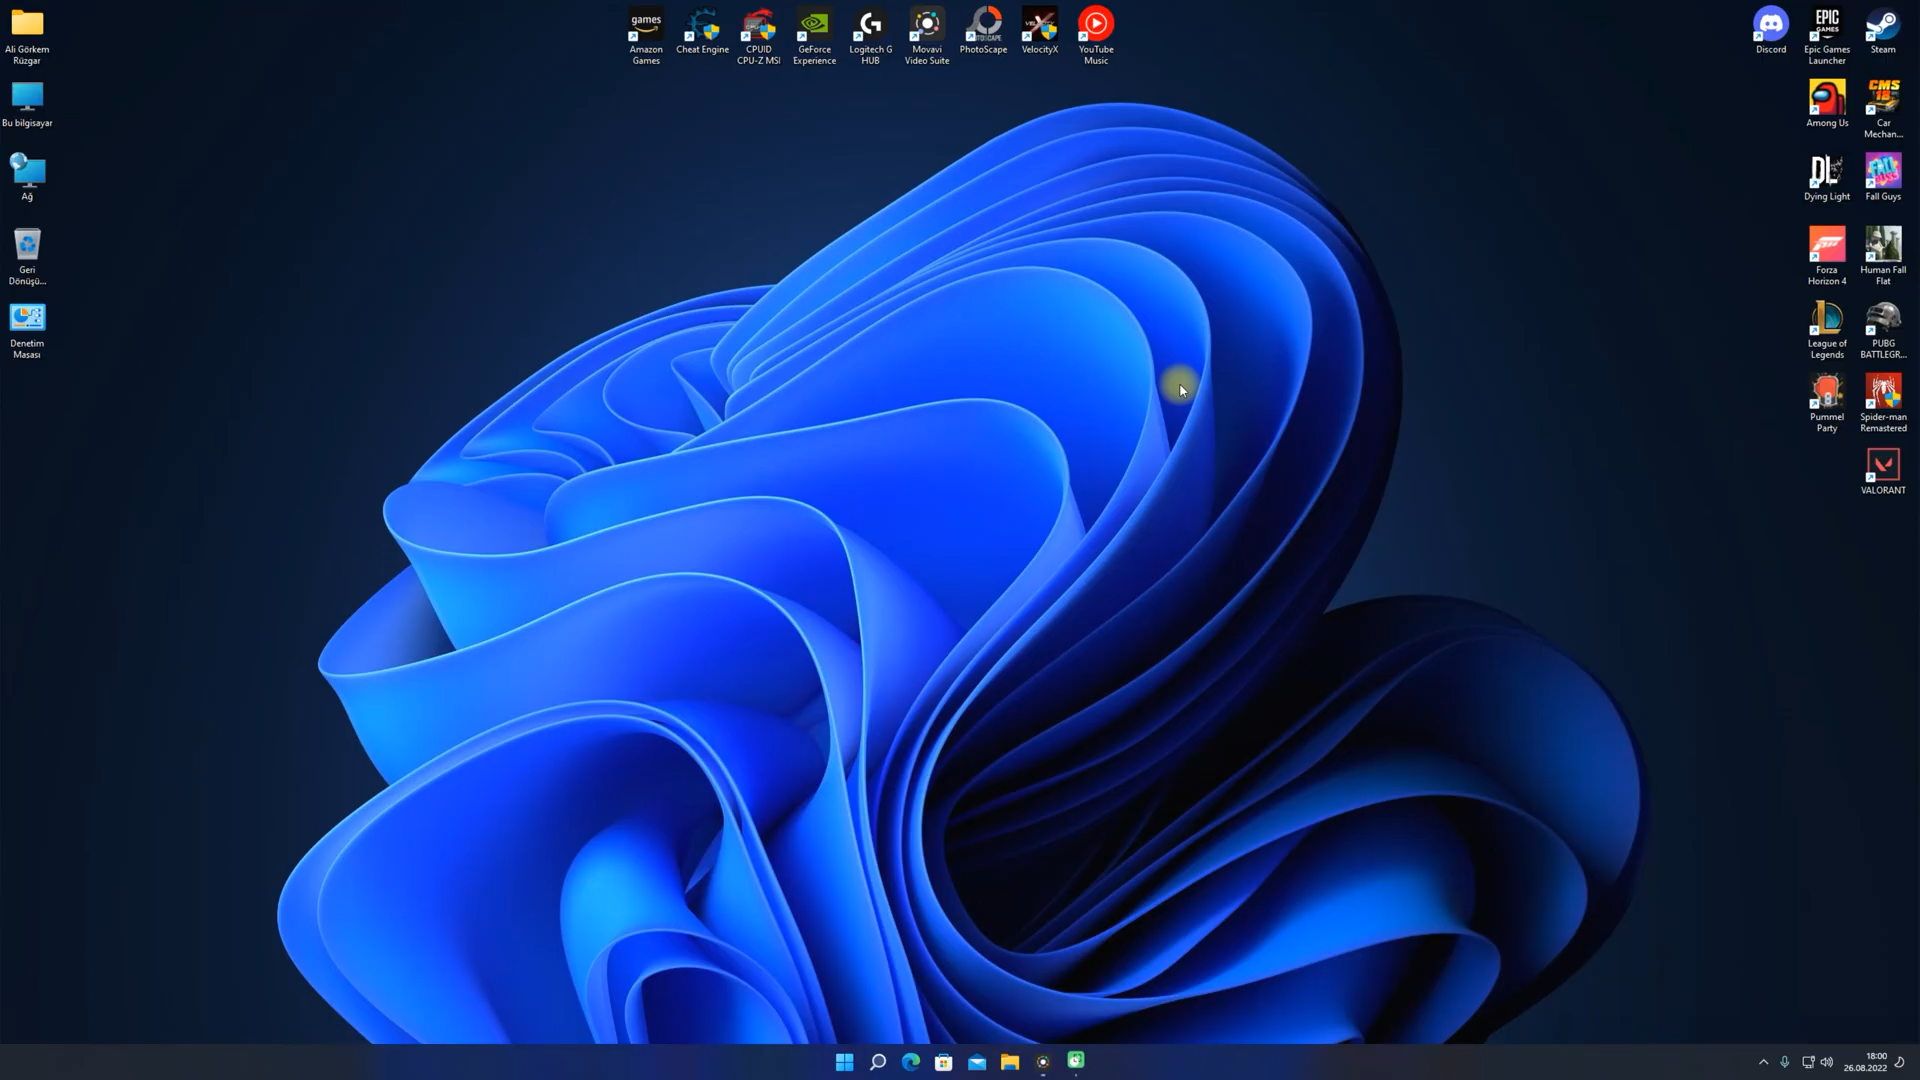 Ali Görkem
Rüzgar
Bu bilgisayar
Ağ
Geri
Dönüşü...
Denetim
Masası
games
Amazon
Games
Cheat Engine
CPUID
CPU-Z MSI
GeForce
Experience
Logitech G
HUB
Movavi
Video Suite
PhotoScape
VelocityX
YouTube
Music
Discord
EPIC
GAMES
Epic Games
Launcher
Steam
Among Us
CMS
18
Car
Mechan...
DL
Dying Light
FALL
GUYS
Fall Guys
Forza
Horizon 4
Human Fall
Flat
League of
Legends
PUBG
BATTLEGR...
Pummel
Party
Spider-man
Remastered
VALORANT
18:00
26.08.2022